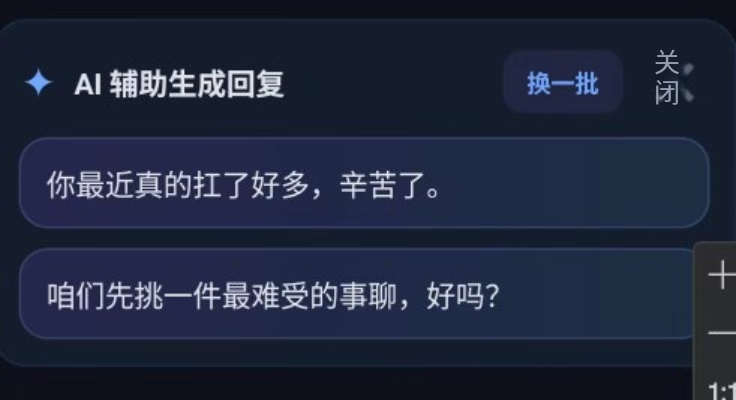 AI 辅助生成回复
换一批
关
闭
你最近真的扛了好多，辛苦了。
咱们先挑一件最难受的事聊，好吗？
1:1